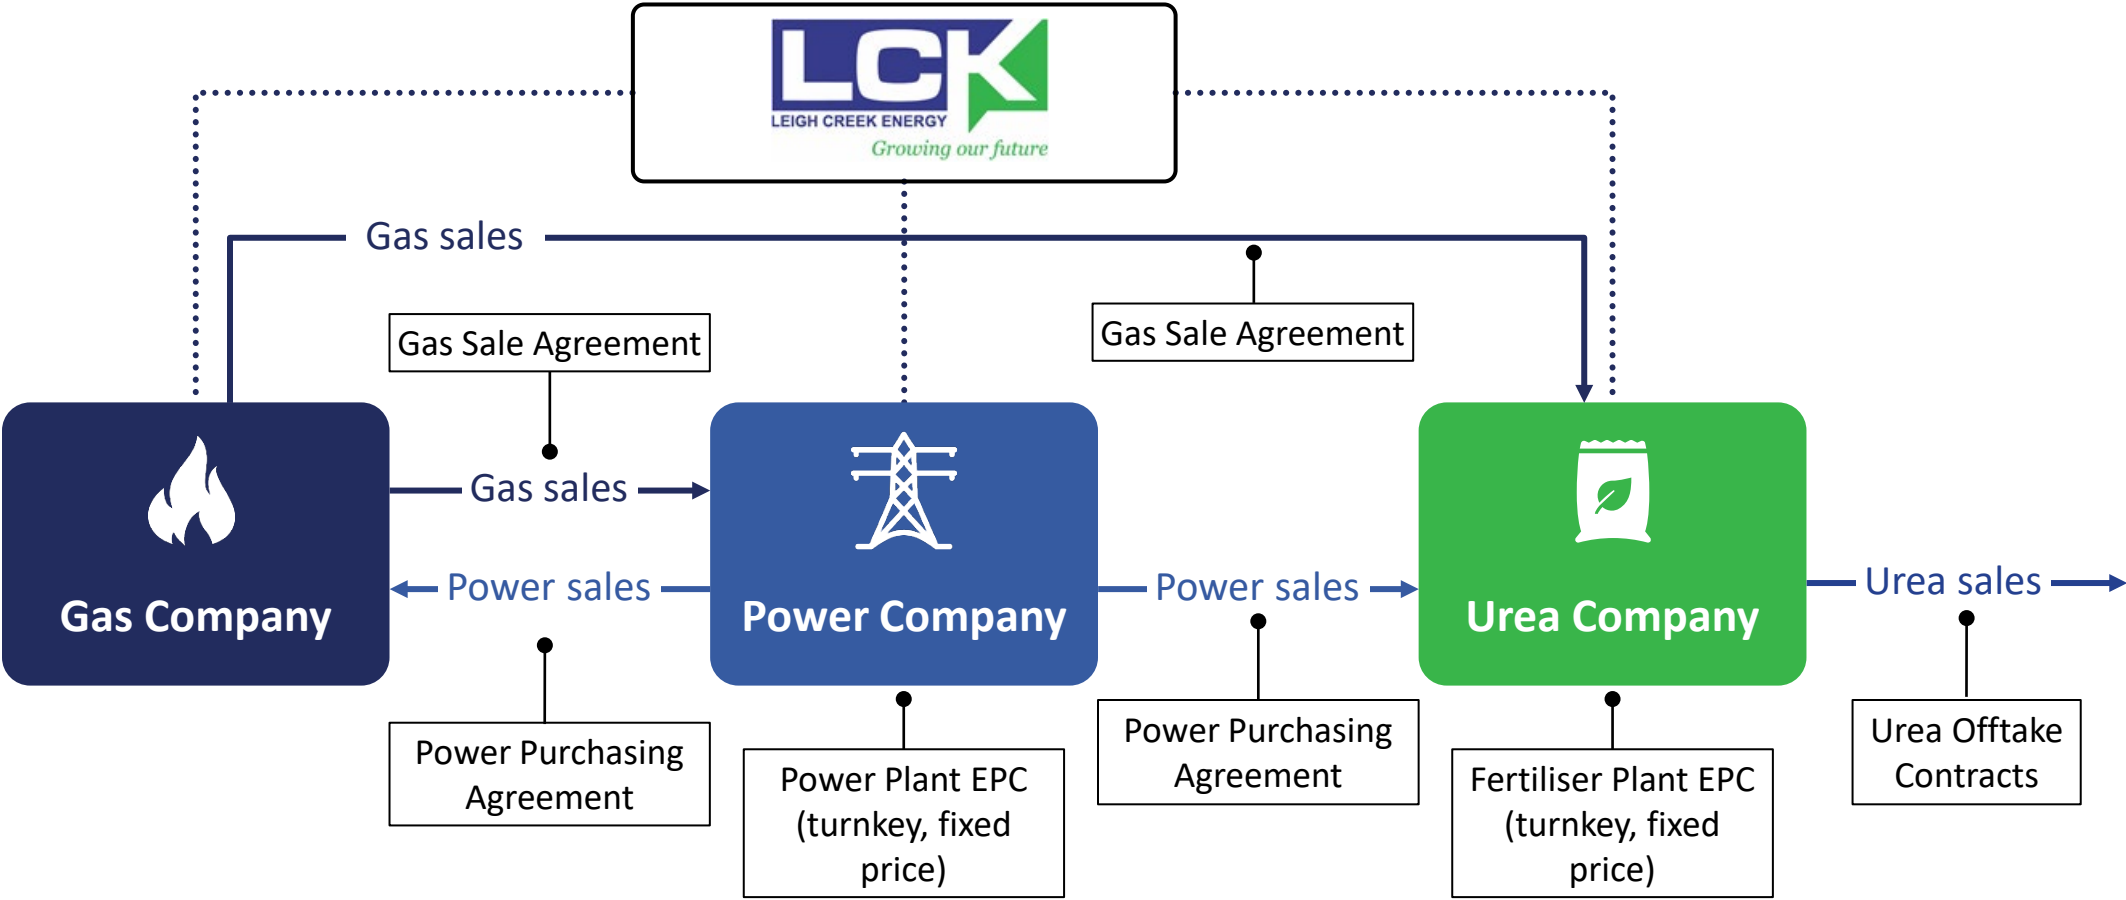 LCK
LEIGH CREEK ENERGY
Growing our future
Gas sales
Gas Sale Agreement
Gas Sale Agreement
Gas sales
Power sales
Power sales
Urea sales
Gas Company
Power Company
Urea Company
Power Purchasing
Agreement
Power Plant EPC
(turnkey, fixed
price)
Power Purchasing
Agreement
Fertiliser Plant EPC
(turnkey, fixed
price)
Urea Offtake
Contracts